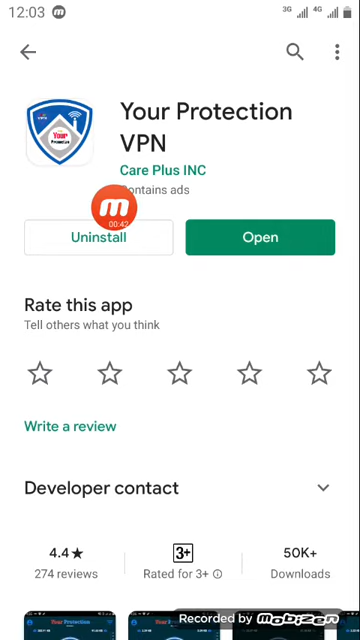 12:03
3G
4G
Your Protection
VPN
Care Plus INC
Contains ads
00:42
Uninstall
Open
Rate this app
Tell others what you think
Write a review
Developer contact
4.4★
274 reviews
3+
Rated for 3+
50K+
Downloads
Your Protection
Your Protection
Recorded by mobizen